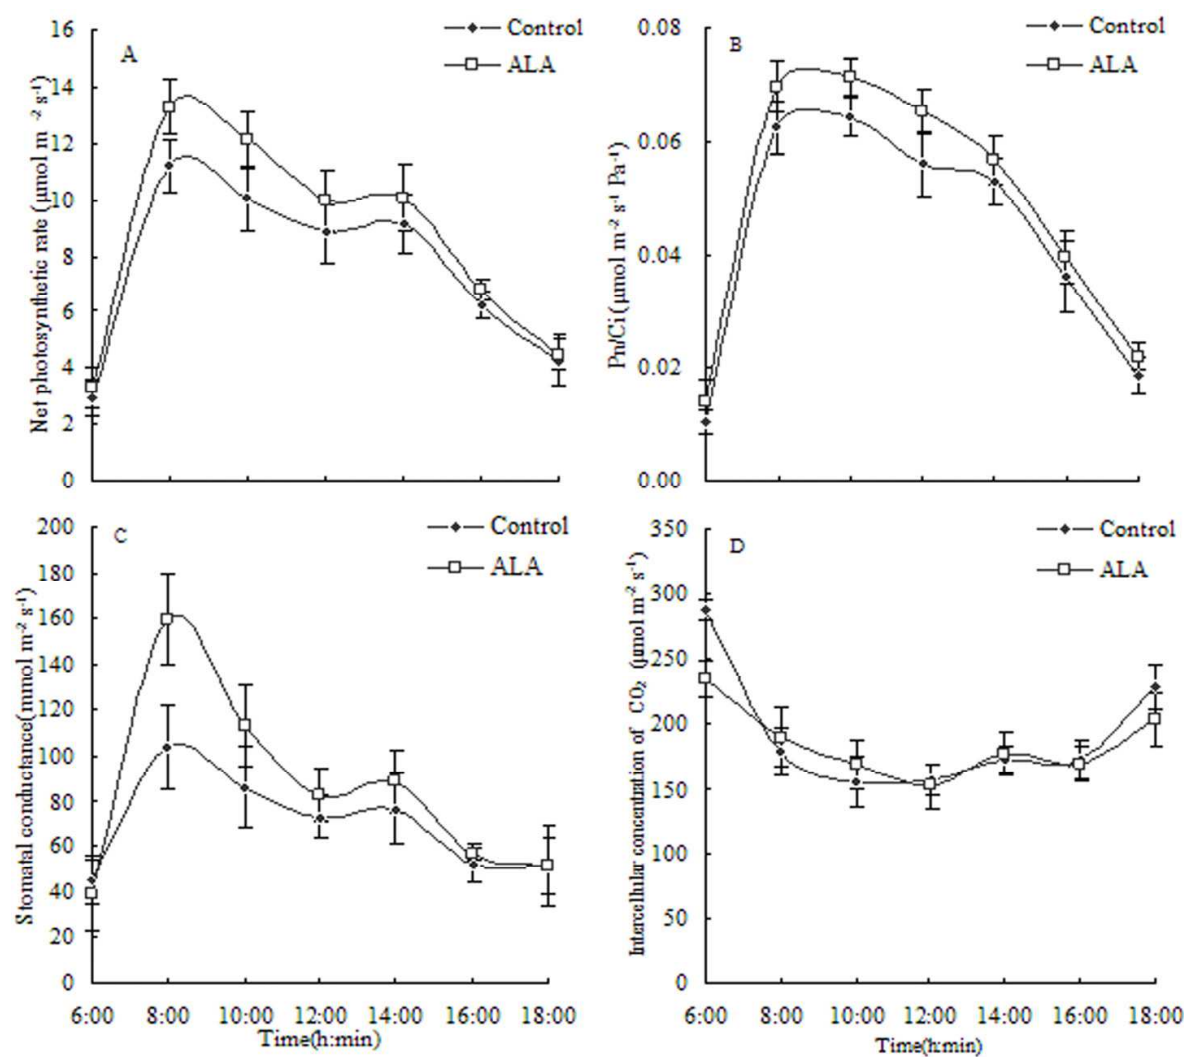 A
Control
ALA
16
14
12
10
8
6
4
2
0
Net photosynthetic rate (μmol m⁻² s⁻¹)
B
Control
ALA
0.08
0.06
0.04
0.02
0.00
Pn/Ci (μmol m⁻² s⁻¹ Pa⁻¹)
C
Control
ALA
200
180
160
140
120
100
80
60
40
20
0
Stomatal conductance(mmol m⁻² s⁻¹)
6:00 8:00 10:00 12:00 14:00 16:00 18:00
Time(h:min)
D
Control
ALA
350
300
250
200
150
100
50
0
Intercellular concentration of CO₂ (μmol m⁻² s⁻¹)
6:00 8:00 10:00 12:00 14:00 16:00 18:00
Time(h:min)